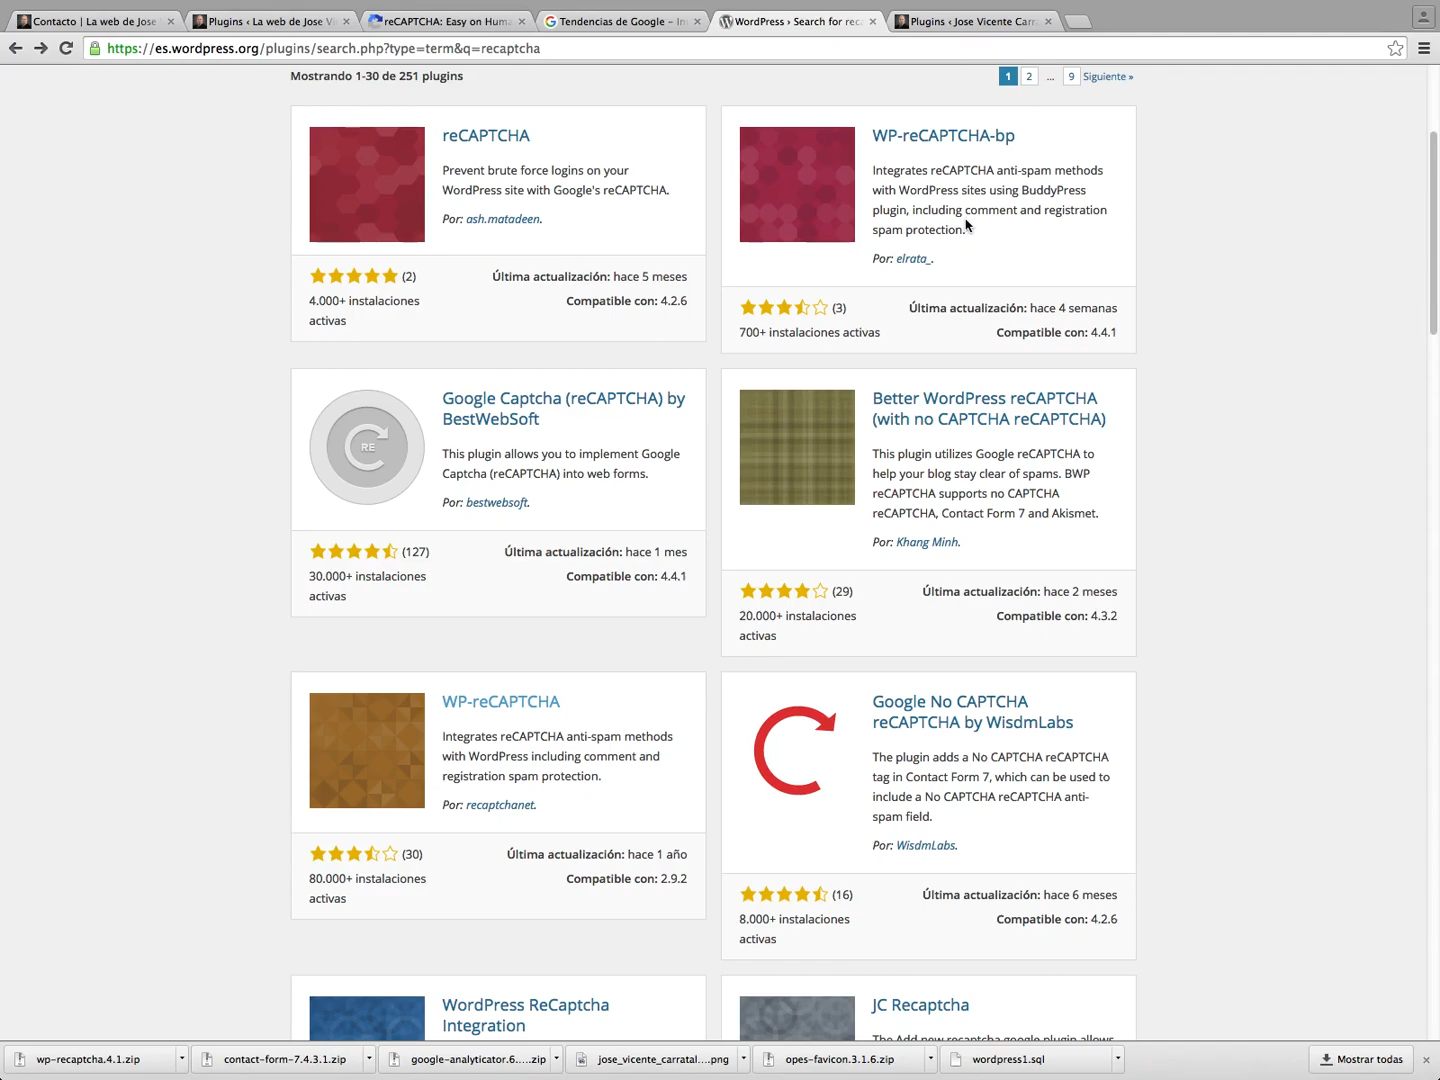 Contacto | La web de Jose
Plugins ‹ La web de Jose Vi
reCAPTCHA: Easy on Huma
Tendencias de Google – In
WordPress › Search for reca
Plugins ‹ Jose Vicente Carra
https://es.wordpress.org/plugins/search.php?type=term&q=recaptcha
Mostrando 1-30 de 251 plugins
1 2 ... 9 Siguiente »
reCAPTCHA
Prevent brute force logins on your
WordPress site with Google's reCAPTCHA.
Por: ash.matadeen.
(2)
Última actualización: hace 5 meses
4.000+ instalaciones
activas
Compatible con: 4.2.6
WP-reCAPTCHA-bp
Integrates reCAPTCHA anti-spam methods
with WordPress sites using BuddyPress
plugin, including comment and registration
spam protection.
Por: elrata_.
(3)
Última actualización: hace 4 semanas
700+ instalaciones activas
Compatible con: 4.4.1
RE
Google Captcha (reCAPTCHA) by
BestWebSoft
This plugin allows you to implement Google
Captcha (reCAPTCHA) into web forms.
Por: bestwebsoft.
(127)
Última actualización: hace 1 mes
30.000+ instalaciones
activas
Compatible con: 4.4.1
Better WordPress reCAPTCHA
(with no CAPTCHA reCAPTCHA)
This plugin utilizes Google reCAPTCHA to
help your blog stay clear of spams. BWP
reCAPTCHA supports no CAPTCHA
reCAPTCHA, Contact Form 7 and Akismet.
Por: Khang Minh.
(29)
Última actualización: hace 2 meses
20.000+ instalaciones
activas
Compatible con: 4.3.2
WP-reCAPTCHA
Integrates reCAPTCHA anti-spam methods
with WordPress including comment and
registration spam protection.
Por: recaptchanet.
(30)
Última actualización: hace 1 año
80.000+ instalaciones
activas
Compatible con: 2.9.2
Google No CAPTCHA
reCAPTCHA by WisdmLabs
The plugin adds a No CAPTCHA reCAPTCHA
tag in Contact Form 7, which can be used to
include a No CAPTCHA reCAPTCHA anti-
spam field.
Por: WisdmLabs.
(16)
Última actualización: hace 6 meses
8.000+ instalaciones
activas
Compatible con: 4.2.6
WordPress ReCaptcha
Integration
JC Recaptcha
The Add new recaptcha google plugin allows
wp-recaptcha.4.1.zip
contact-form-7.4.3.1.zip
google-analyticator.6.....zip
jose_vicente_carratal....png
opes-favicon.3.1.6.zip
wordpress1.sql
Mostrar todas